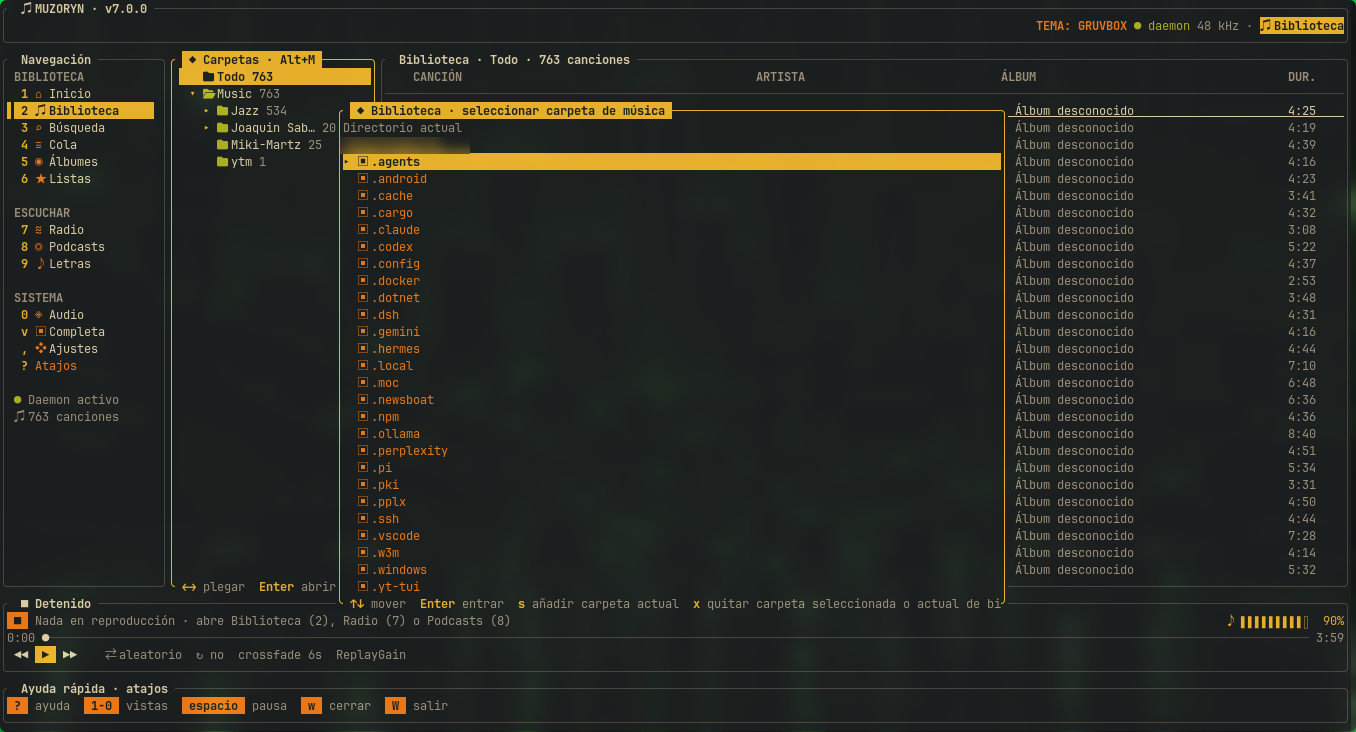 MUZORYN · v7.0.0
TEMA: GRUVBOX ● daemon 48 kHz · Biblioteca
Navegación
BIBLIOTECA
1 Inicio
2 Biblioteca
3 Búsqueda
4 Cola
5 Álbumes
6 Listas
ESCUCHAR
7 Radio
8 Podcasts
9 Letras
SISTEMA
0 Audio
v Completa
, Ajustes
? Atajos
● Daemon activo
763 canciones
◆ Carpetas · Alt+M
Todo 763
▾ Music 763
▸ Jazz 534
▸ Joaquin Sab… 20
Miki-Martz 25
ytm 1
↔ plegar Enter abrir
Biblioteca · Todo · 763 canciones
CANCIÓN ARTISTA ÁLBUM DUR.
◆ Biblioteca · seleccionar carpeta de música
Directorio actual
▸ .agents
.android
.cache
.cargo
.claude
.codex
.config
.docker
.dotnet
.dsh
.gemini
.hermes
.local
.moc
.newsboat
.npm
.ollama
.perplexity
.pi
.pki
.pplx
.ssh
.vscode
.w3m
.windows
.yt-tui
↑↓ mover Enter entrar s añadir carpeta actual x quitar carpeta seleccionada o actual de bi
Álbum desconocido 4:25
Álbum desconocido 4:19
Álbum desconocido 4:39
Álbum desconocido 4:16
Álbum desconocido 4:23
Álbum desconocido 3:41
Álbum desconocido 4:32
Álbum desconocido 3:08
Álbum desconocido 5:22
Álbum desconocido 4:37
Álbum desconocido 2:53
Álbum desconocido 3:48
Álbum desconocido 4:31
Álbum desconocido 4:16
Álbum desconocido 4:44
Álbum desconocido 7:10
Álbum desconocido 6:48
Álbum desconocido 6:36
Álbum desconocido 4:36
Álbum desconocido 8:40
Álbum desconocido 4:51
Álbum desconocido 5:34
Álbum desconocido 3:31
Álbum desconocido 4:50
Álbum desconocido 4:44
Álbum desconocido 7:28
Álbum desconocido 4:14
Álbum desconocido 5:32
■ Detenido
Nada en reproducción · abre Biblioteca (2), Radio (7) o Podcasts (8)
90%
0:00 3:59
aleatorio ↻ no crossfade 6s ReplayGain
Ayuda rápida · atajos
? ayuda 1-0 vistas espacio pausa w cerrar W salir